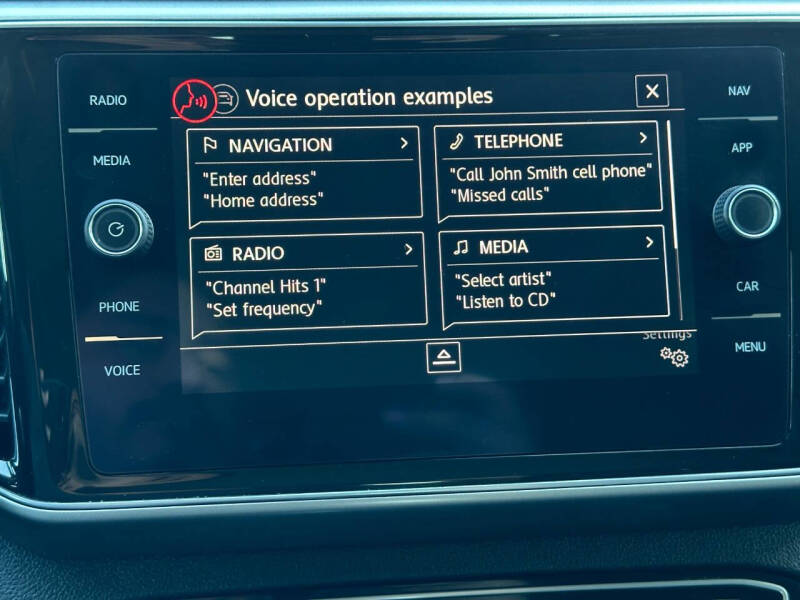 RADIO
MEDIA
PHONE
VOICE
Voice operation examples
NAVIGATION
"Enter address"
"Home address"
TELEPHONE
"Call John Smith cell phone"
"Missed calls"
RADIO
"Channel Hits 1"
"Set frequency"
MEDIA
"Select artist"
"Listen to CD"
Settings
NAV
APP
CAR
MENU